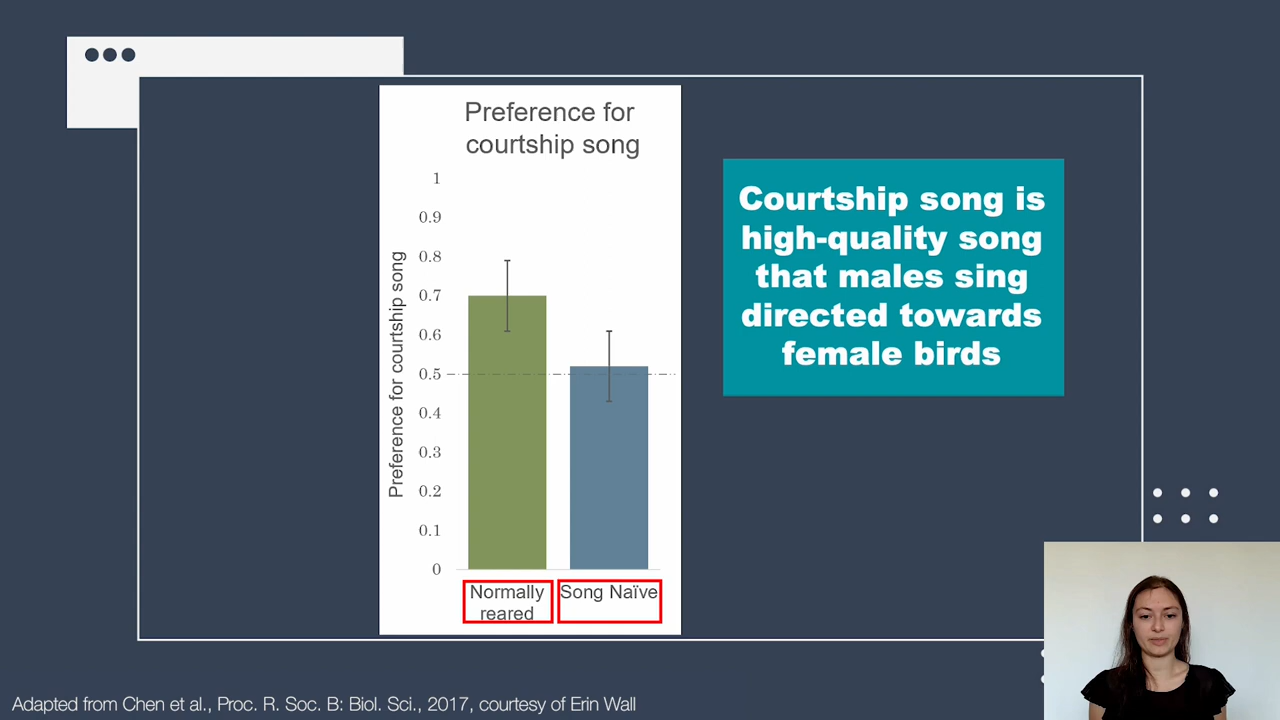 Preference for
courtship song
Preference for courtship song
1
0.9
0.8
0.7
0.6
0.5
0.4
0.3
0.2
0.1
0
Normally
reared
Song Naïve
Courtship song is
high-quality song
that males sing
directed towards
female birds
Adapted from Chen et al., Proc. R. Soc. B: Biol. Sci., 2017, courtesy of Erin Wall